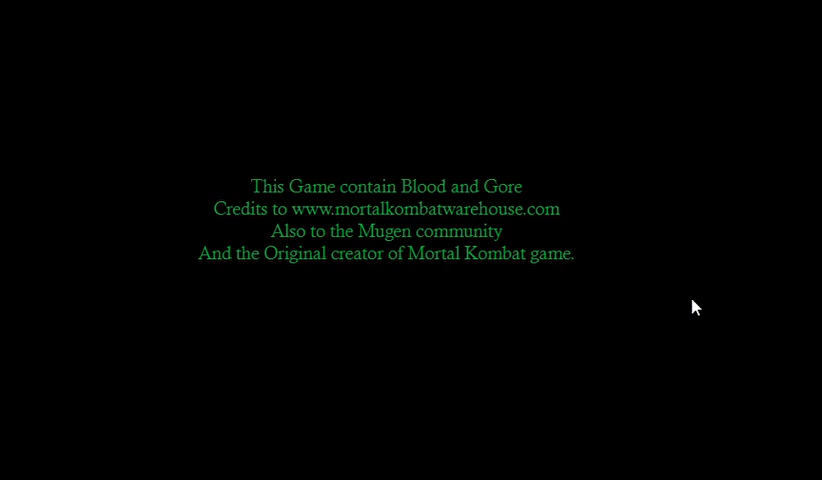 This Game contain Blood and Gore
Credits to www.mortalkombatwarehouse.com
Also to the Mugen community
And the Original creator of Mortal Kombat game.